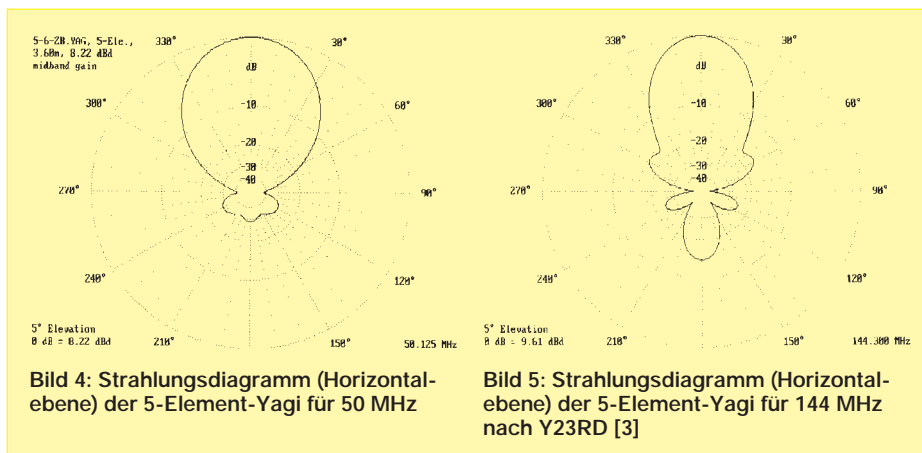 5-6-ZB.YAG, 5-Ele.,
3.60m, 8.22 dBd
midband gain
330°
30°
dB
300°
60°
-10
-20
-30
-40
270°
90°
240°
120°
5° Elevation
0 dB = 8.22 dBd
210°
150°
50.125 MHz
Bild 4: Strahlungsdiagramm (Horizontal-
ebene) der 5-Element-Yagi für 50 MHz
330°
30°
dB
300°
60°
-10
-20
-30
-40
270°
90°
240°
120°
5° Elevation
0 dB = 9.61 dBd
210°
150°
144.300 MHz
Bild 5: Strahlungsdiagramm (Horizontal-
ebene) der 5-Element-Yagi für 144 MHz
nach Y23RD [3]